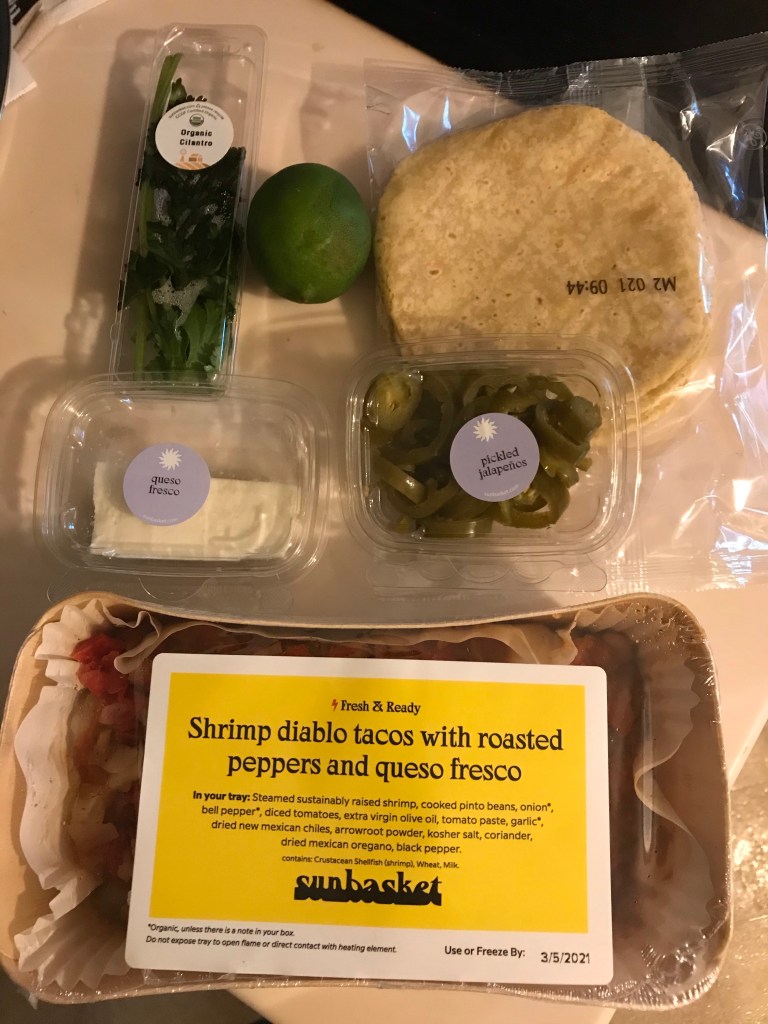 Organic
Cilantro
M2 021 09:44
queso
fresco
pickled
jalapeños
Fresh & Ready
Shrimp diablo tacos with roasted
peppers and queso fresco
In your tray: Steamed sustainably raised shrimp, cooked pinto beans, onion*,
bell pepper*, diced tomatoes, extra virgin olive oil, tomato paste, garlic*,
dried new mexican chiles, arrowroot powder, kosher salt, coriander,
dried mexican oregano, black pepper.
contains: Crustacean Shellfish (shrimp), Wheat, Milk.
sunbasket
*Organic, unless there is a note in your box.
Do not expose tray to open flame or direct contact with heating element.
Use or Freeze By: 3/5/2021